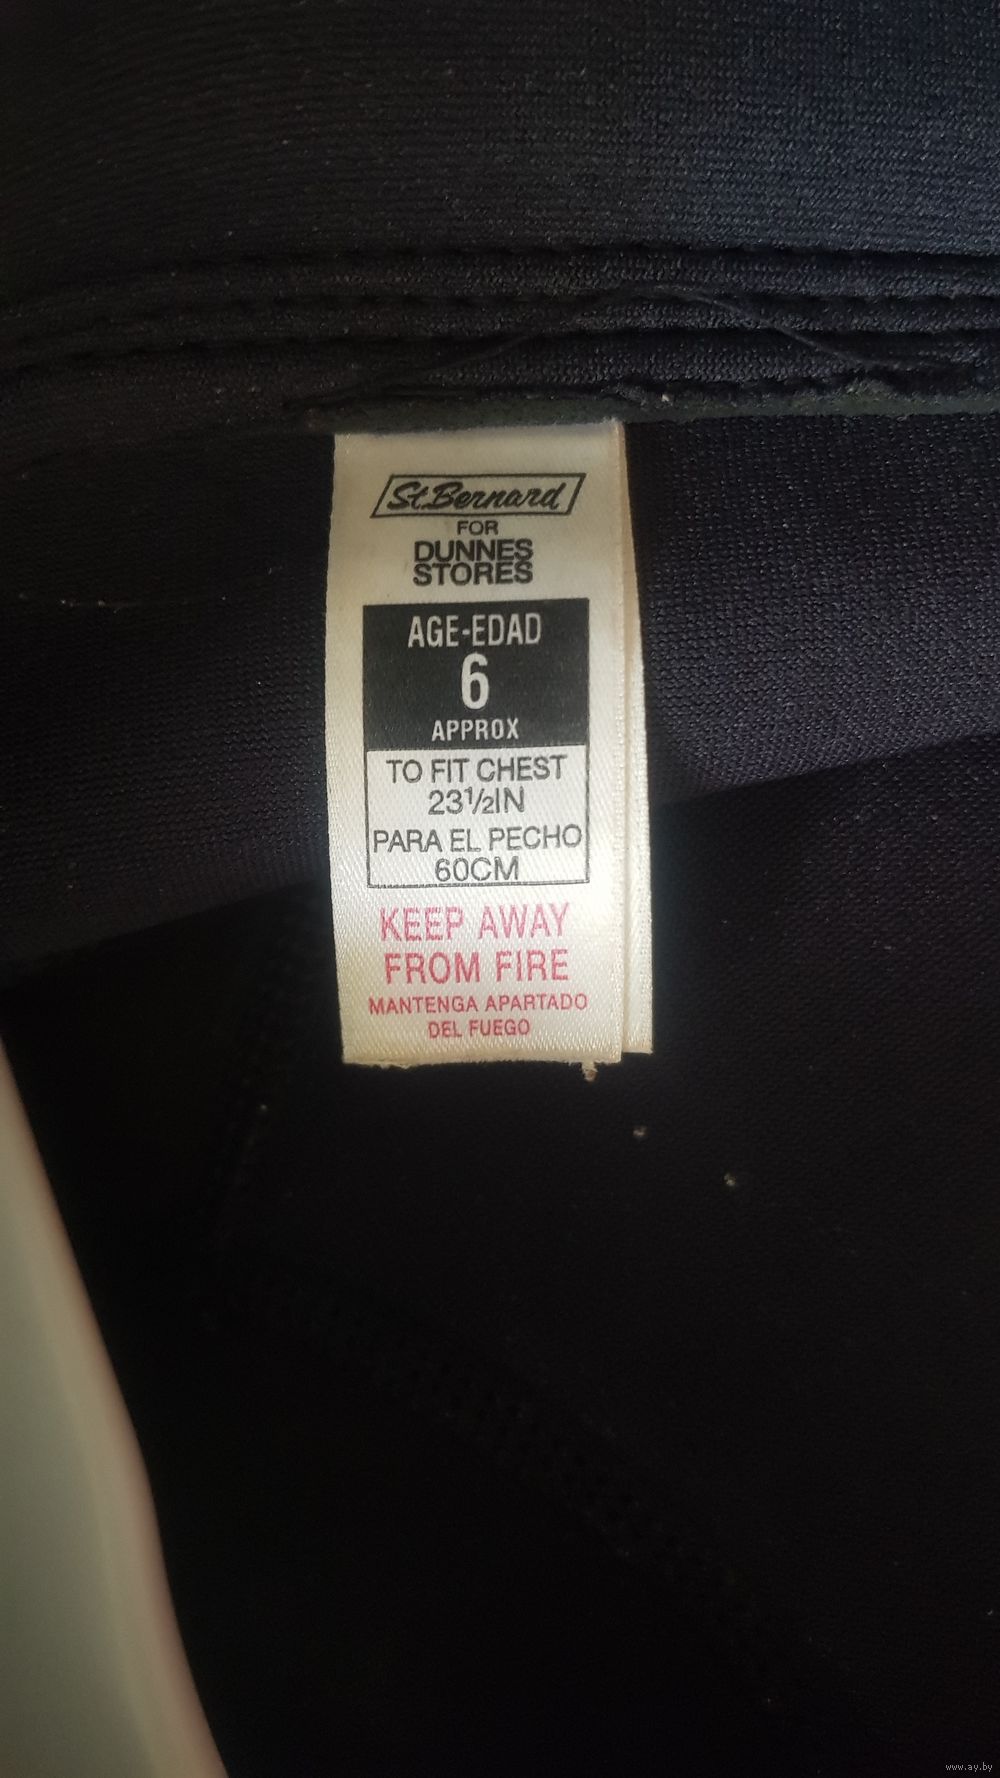 St.Bernard
FOR
DUNNES
STORES
AGE-EDAD
6
APPROX
TO FIT CHEST
23½IN
PARA EL PECHO
60CM
KEEP AWAY
FROM FIRE
MANTENGA APARTADO
DEL FUEGO
www.ay.by